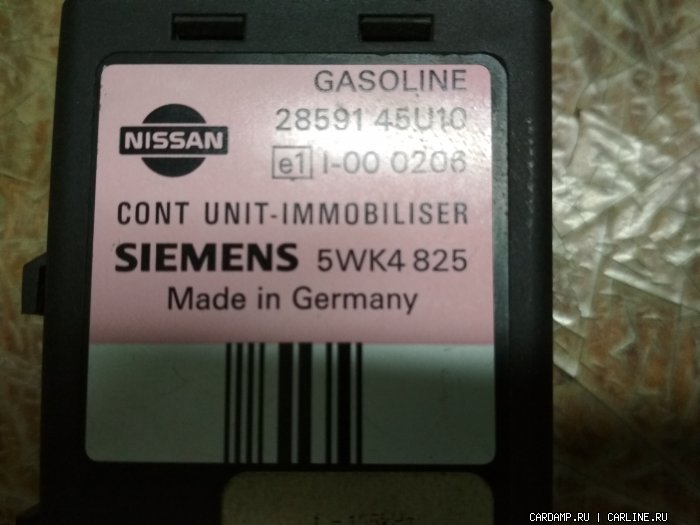 GASOLINE
NISSAN
28591 45U10
e1 I-00 0206
CONT UNIT-IMMOBILISER
SIEMENS 5WK4 825
Made in Germany
CARDAMP.RU | CARLINE.RU